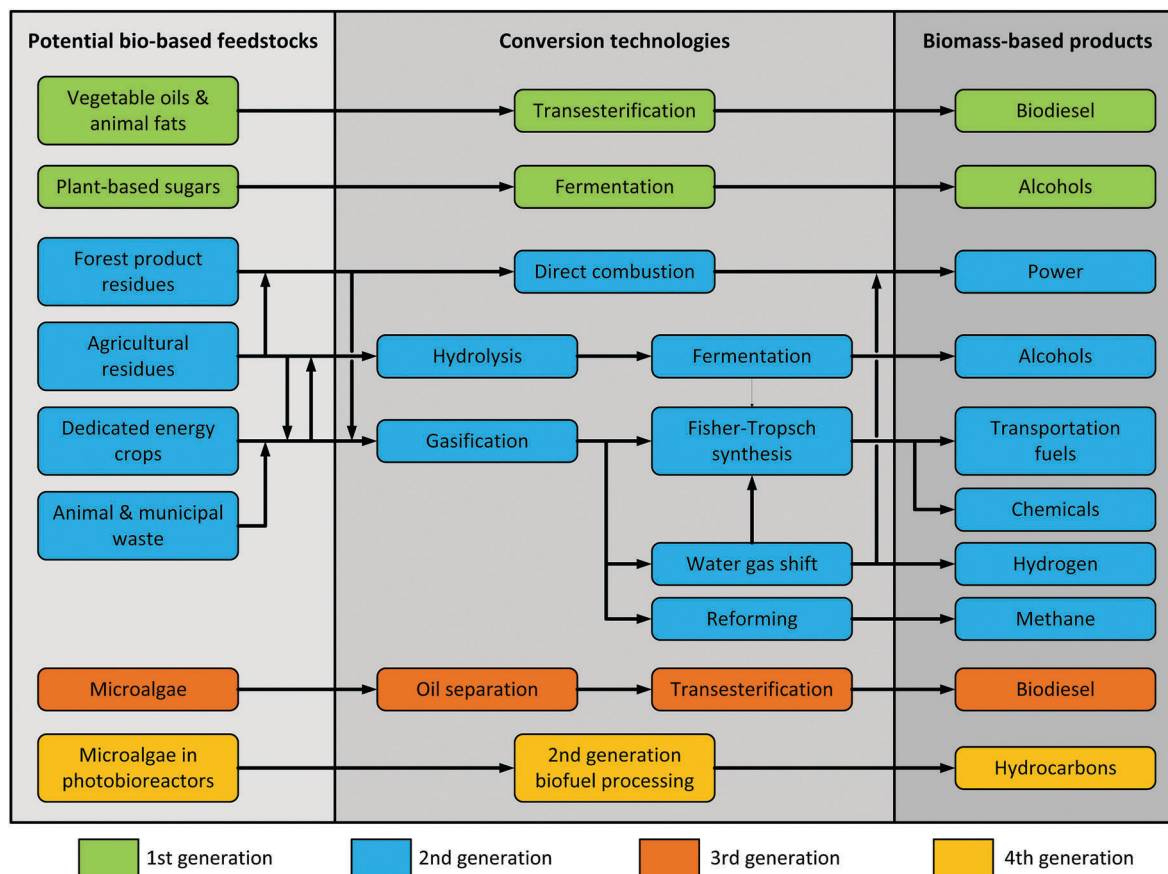 Potential bio-based feedstocks
Conversion technologies
Biomass-based products
Vegetable oils &
animal fats
Transesterification
Biodiesel
Plant-based sugars
Fermentation
Alcohols
Forest product
residues
Direct combustion
Power
Agricultural
residues
Hydrolysis
Fermentation
Alcohols
Dedicated energy
crops
Gasification
Fisher-Tropsch
synthesis
Transportation
fuels
Animal & municipal
waste
Chemicals
Water gas shift
Hydrogen
Reforming
Methane
Microalgae
Oil separation
Transesterification
Biodiesel
Microalgae in
photobioreactors
2nd generation
biofuel processing
Hydrocarbons
1st generation
2nd generation
3rd generation
4th generation